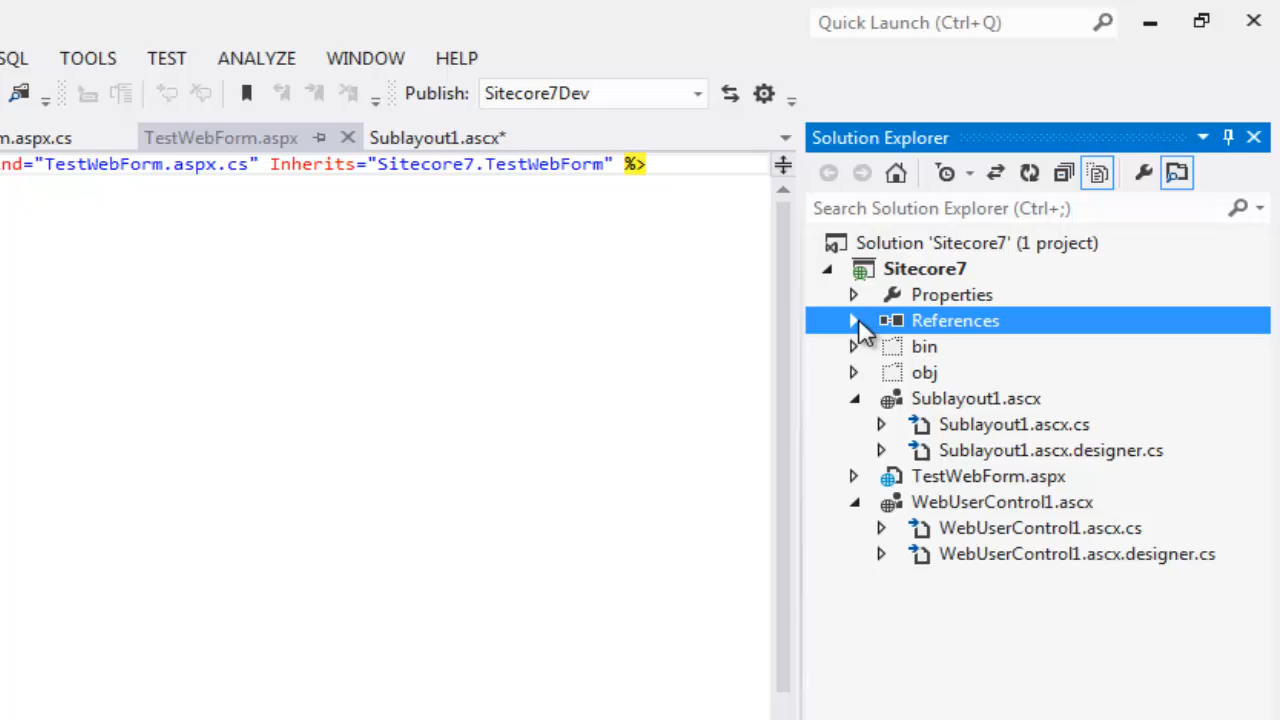 Quick Launch (Ctrl+Q)
SQL TOOLS TEST ANALYZE WINDOW HELP
Publish: Sitecore7Dev
m.aspx.cs TestWebForm.aspx Sublayout1.ascx*
nd="TestWebForm.aspx.cs" Inherits="Sitecore7.TestWebForm" %>
Solution Explorer
Search Solution Explorer (Ctrl+;)
Solution 'Sitecore7' (1 project)
Sitecore7
Properties
References
bin
obj
Sublayout1.ascx
Sublayout1.ascx.cs
Sublayout1.ascx.designer.cs
TestWebForm.aspx
WebUserControl1.ascx
WebUserControl1.ascx.cs
WebUserControl1.ascx.designer.cs